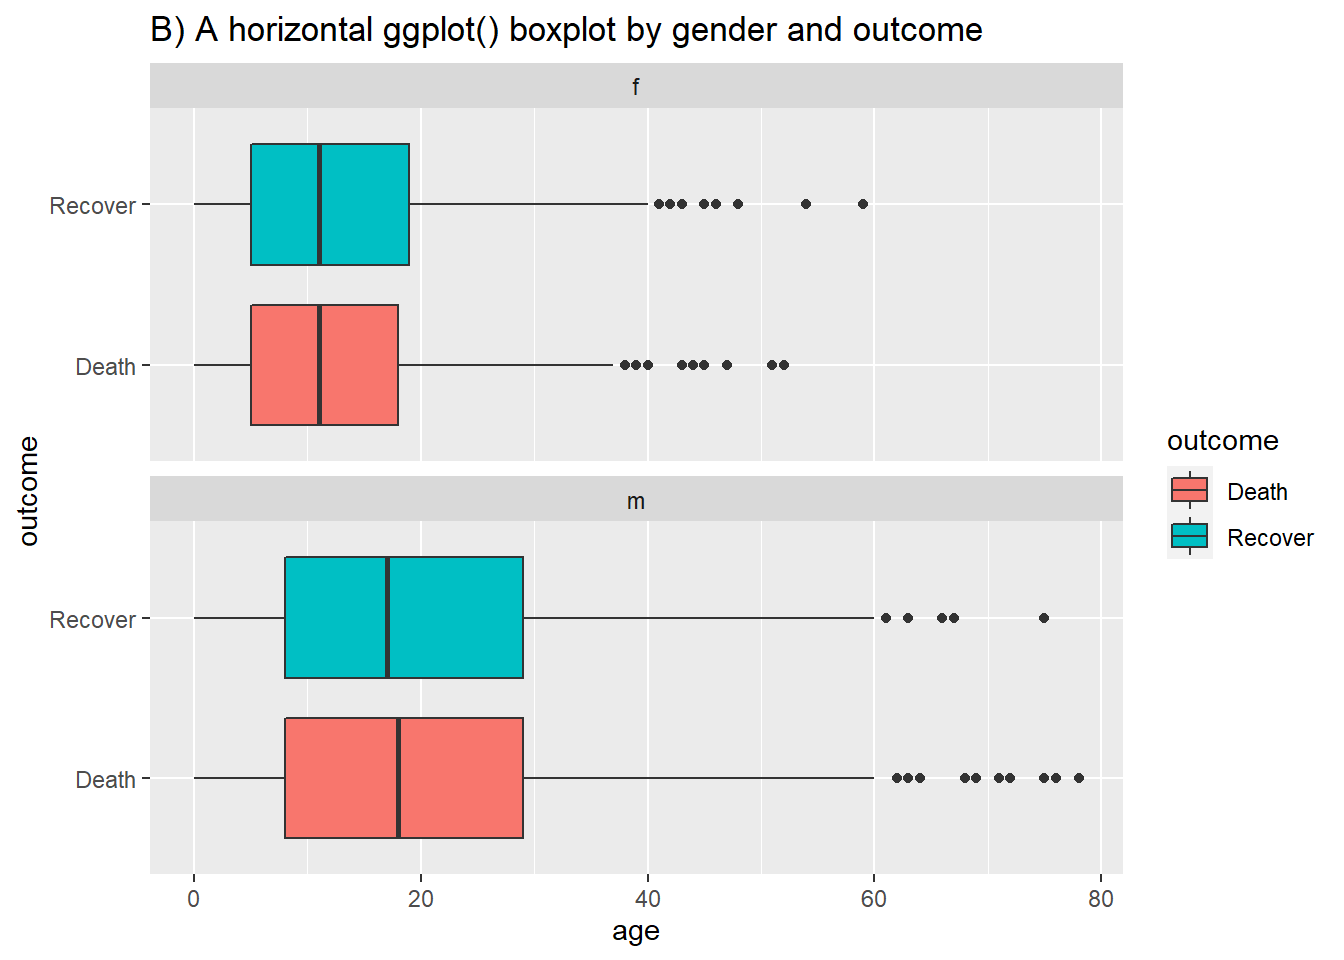 B) A horizontal ggplot() boxplot by gender and outcome
f
Recover
Death
outcome
m
Recover
Death
0 20 40 60 80
age
outcome
Death
Recover